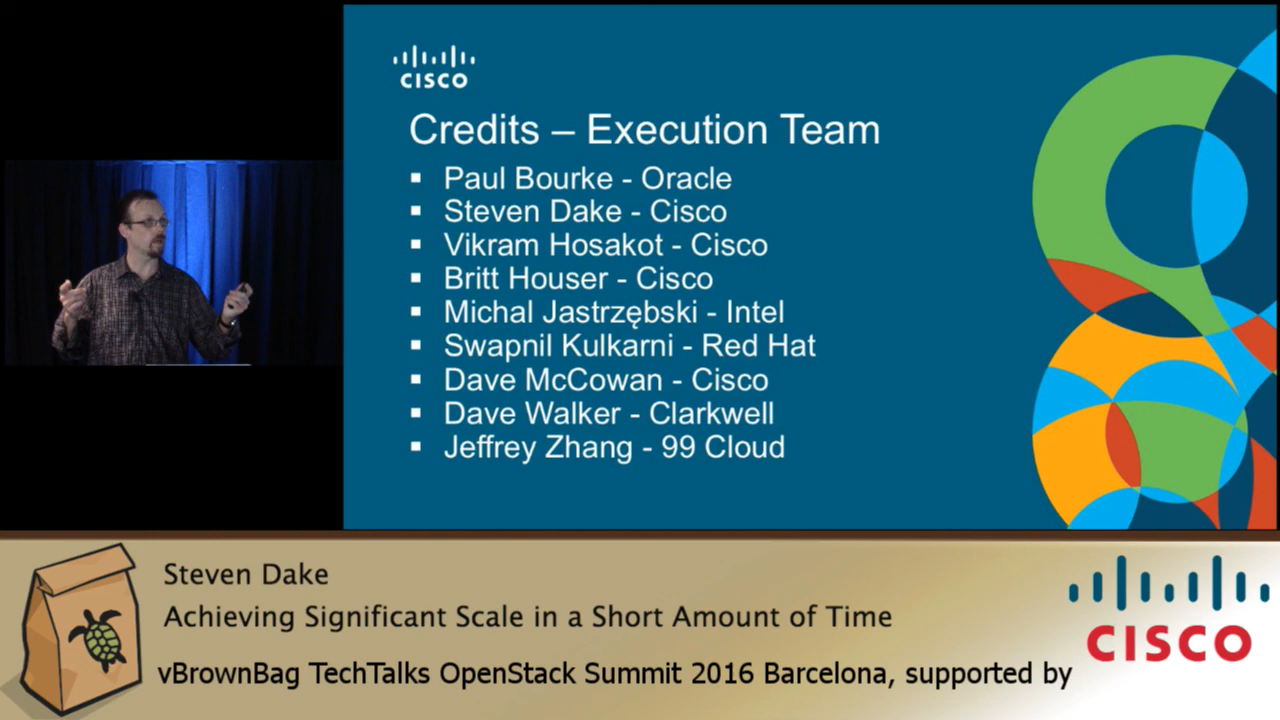 CISCO
Credits – Execution Team
▪ Paul Bourke - Oracle
▪ Steven Dake - Cisco
▪ Vikram Hosakot - Cisco
▪ Britt Houser - Cisco
▪ Michal Jastrzębski - Intel
▪ Swapnil Kulkarni - Red Hat
▪ Dave McCowan - Cisco
▪ Dave Walker - Clarkwell
▪ Jeffrey Zhang - 99 Cloud
Steven Dake
Achieving Significant Scale in a Short Amount of Time
vBrownBag TechTalks OpenStack Summit 2016 Barcelona, supported by
CISCO